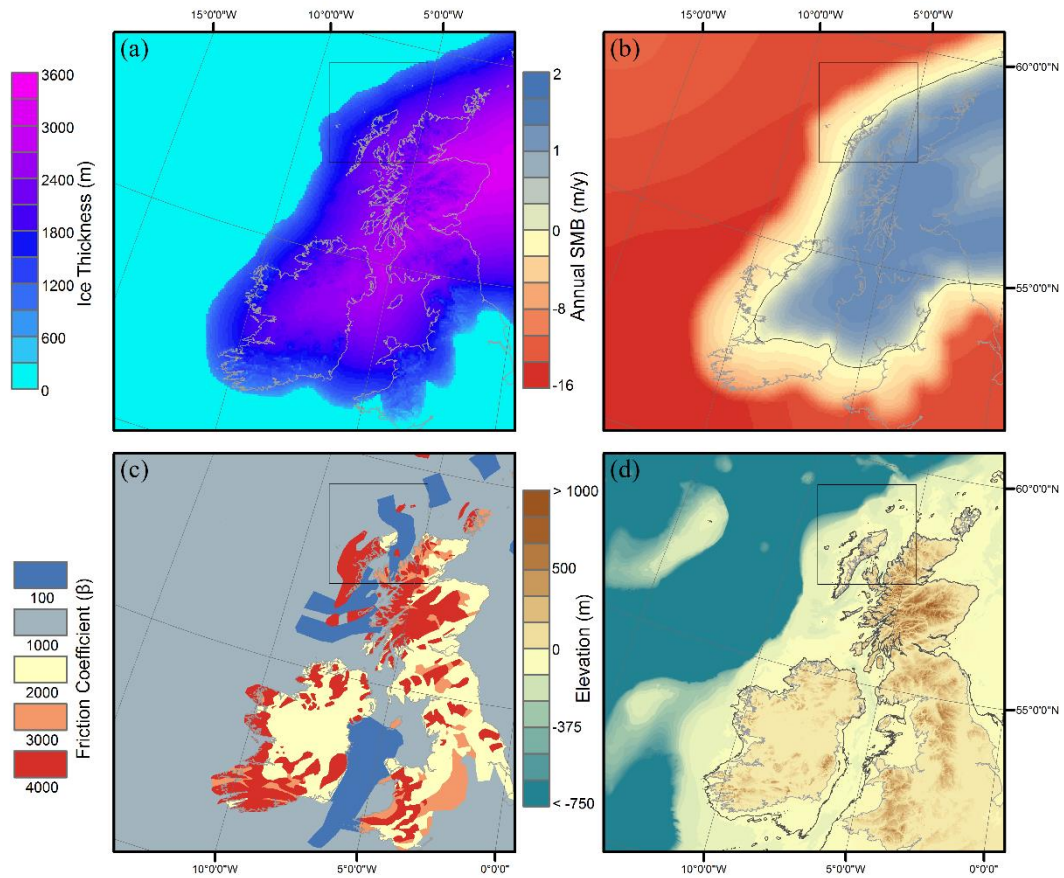 15°0'0"W 10°0'0"W 5°0'0"W
(a) (b)
60°0'0"N
55°0'0"N
3600
3000
2400
1800
1200
600
0
Ice Thickness (m)
2
1
0
-8
-16
Annual SMB (m/y)
(c) (d)
60°0'0"N
55°0'0"N
100
1000
2000
3000
4000
Friction Coefficient (β)
> 1000
500
0
-375
< -750
Elevation (m)
10°0'0"W 5°0'0"W 0°0'0"
10°0'0"W 5°0'0"W 0°0'0"